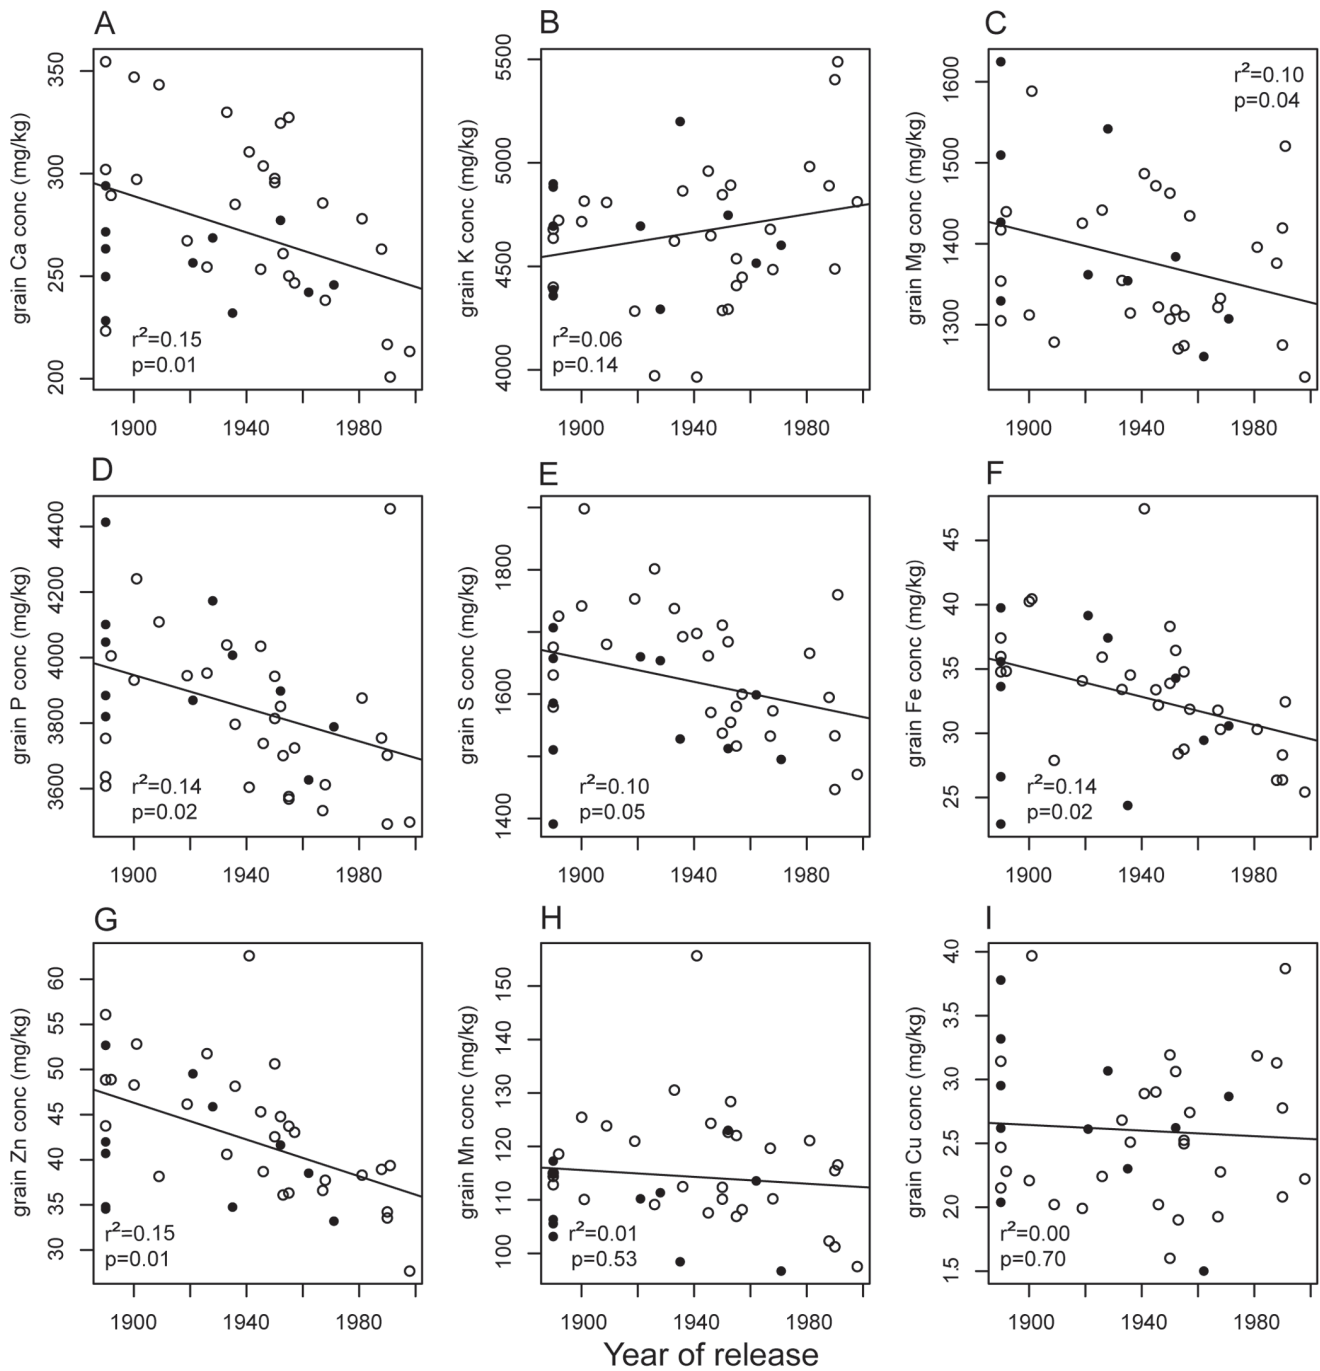 A
B
C
grain Ca conc (mg/kg)
350
300
250
200
r²=0.15
p=0.01
1900 1940 1980
grain K conc (mg/kg)
5500
5000
4500
4000
r²=0.06
p=0.14
1900 1940 1980
grain Mg conc (mg/kg)
1600
1500
1400
1300
r²=0.10
p=0.04
1900 1940 1980
D
E
F
grain P conc (mg/kg)
4400
4200
4000
3800
3600
r²=0.14
p=0.02
1900 1940 1980
grain S conc (mg/kg)
1800
1600
1400
r²=0.10
p=0.05
1900 1940 1980
grain Fe conc (mg/kg)
45
40
35
30
25
r²=0.14
p=0.02
1900 1940 1980
G
H
I
grain Zn conc (mg/kg)
60
55
50
45
40
35
30
r²=0.15
p=0.01
1900 1940 1980
grain Mn conc (mg/kg)
150
140
130
120
110
100
r²=0.01
p=0.53
1900 1940 1980
grain Cu conc (mg/kg)
4.0
3.5
3.0
2.5
2.0
1.5
r²=0.00
p=0.70
1900 1940 1980
Year of release